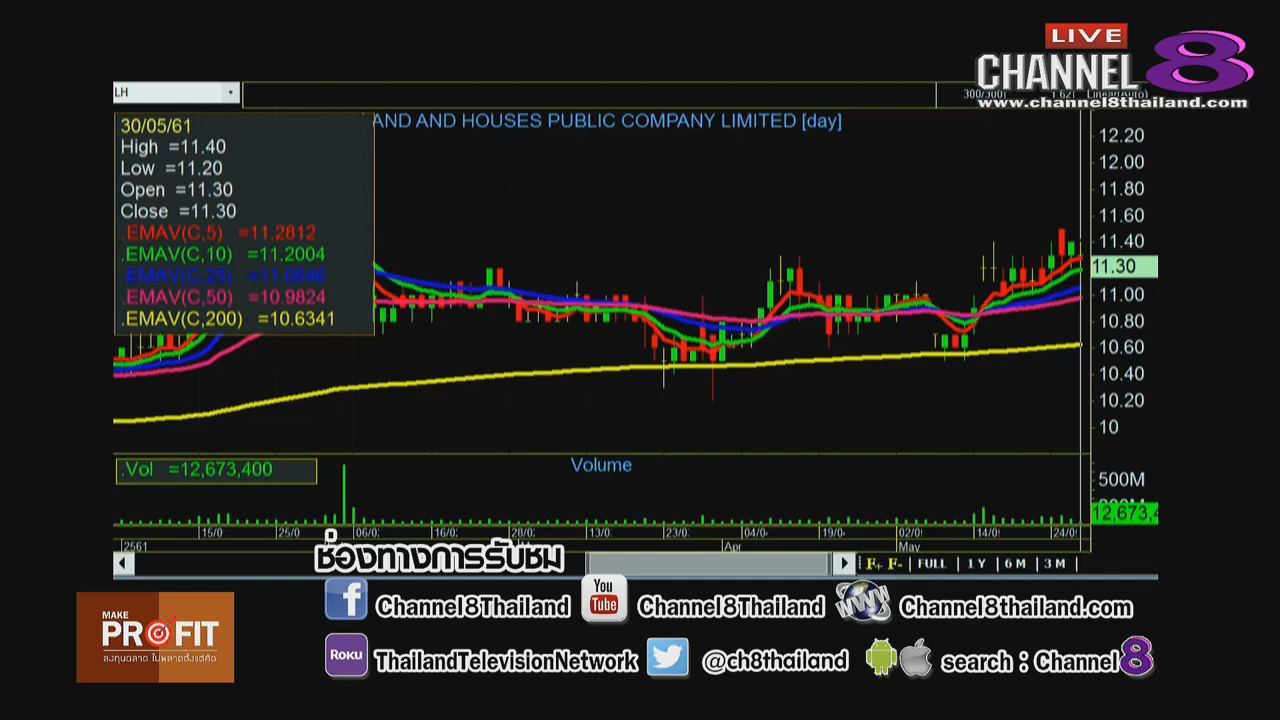 LIVE
CHANNEL 8
www.channel8thailand.com
LH
300/300
AND AND HOUSES PUBLIC COMPANY LIMITED [day]
30/05/61
High =11.40
Low =11.20
Open =11.30
Close =11.30
.EMAV(C,5) =11.2812
.EMAV(C,10) =11.2004
.EMAV(C,25) =11.0646
.EMAV(C,50) =10.9824
.EMAV(C,200) =10.6341
12.20
12.00
11.80
11.60
11.40
11.30
11.00
10.80
10.60
10.40
10.20
10
.Vol =12,673,400
Volume
500M
12,673,4
15/0 25/0 06/0 16/0 28/0 13/0 23/0 04/0 19/0 02/0 14/0 24/0
2561 Apr May
ช่องทางการรับชม
F+ F- FULL 1 Y 6 M 3 M
f Channel8Thailand You Tube Channel8Thailand WWW Channel8thailand.com
MAKE
PROFIT
ลงทุนฉลาด ไม่พลาดตั้งแต่คิด
Roku ThailandTelevisionNetwork @ch8thailand search : Channel 8